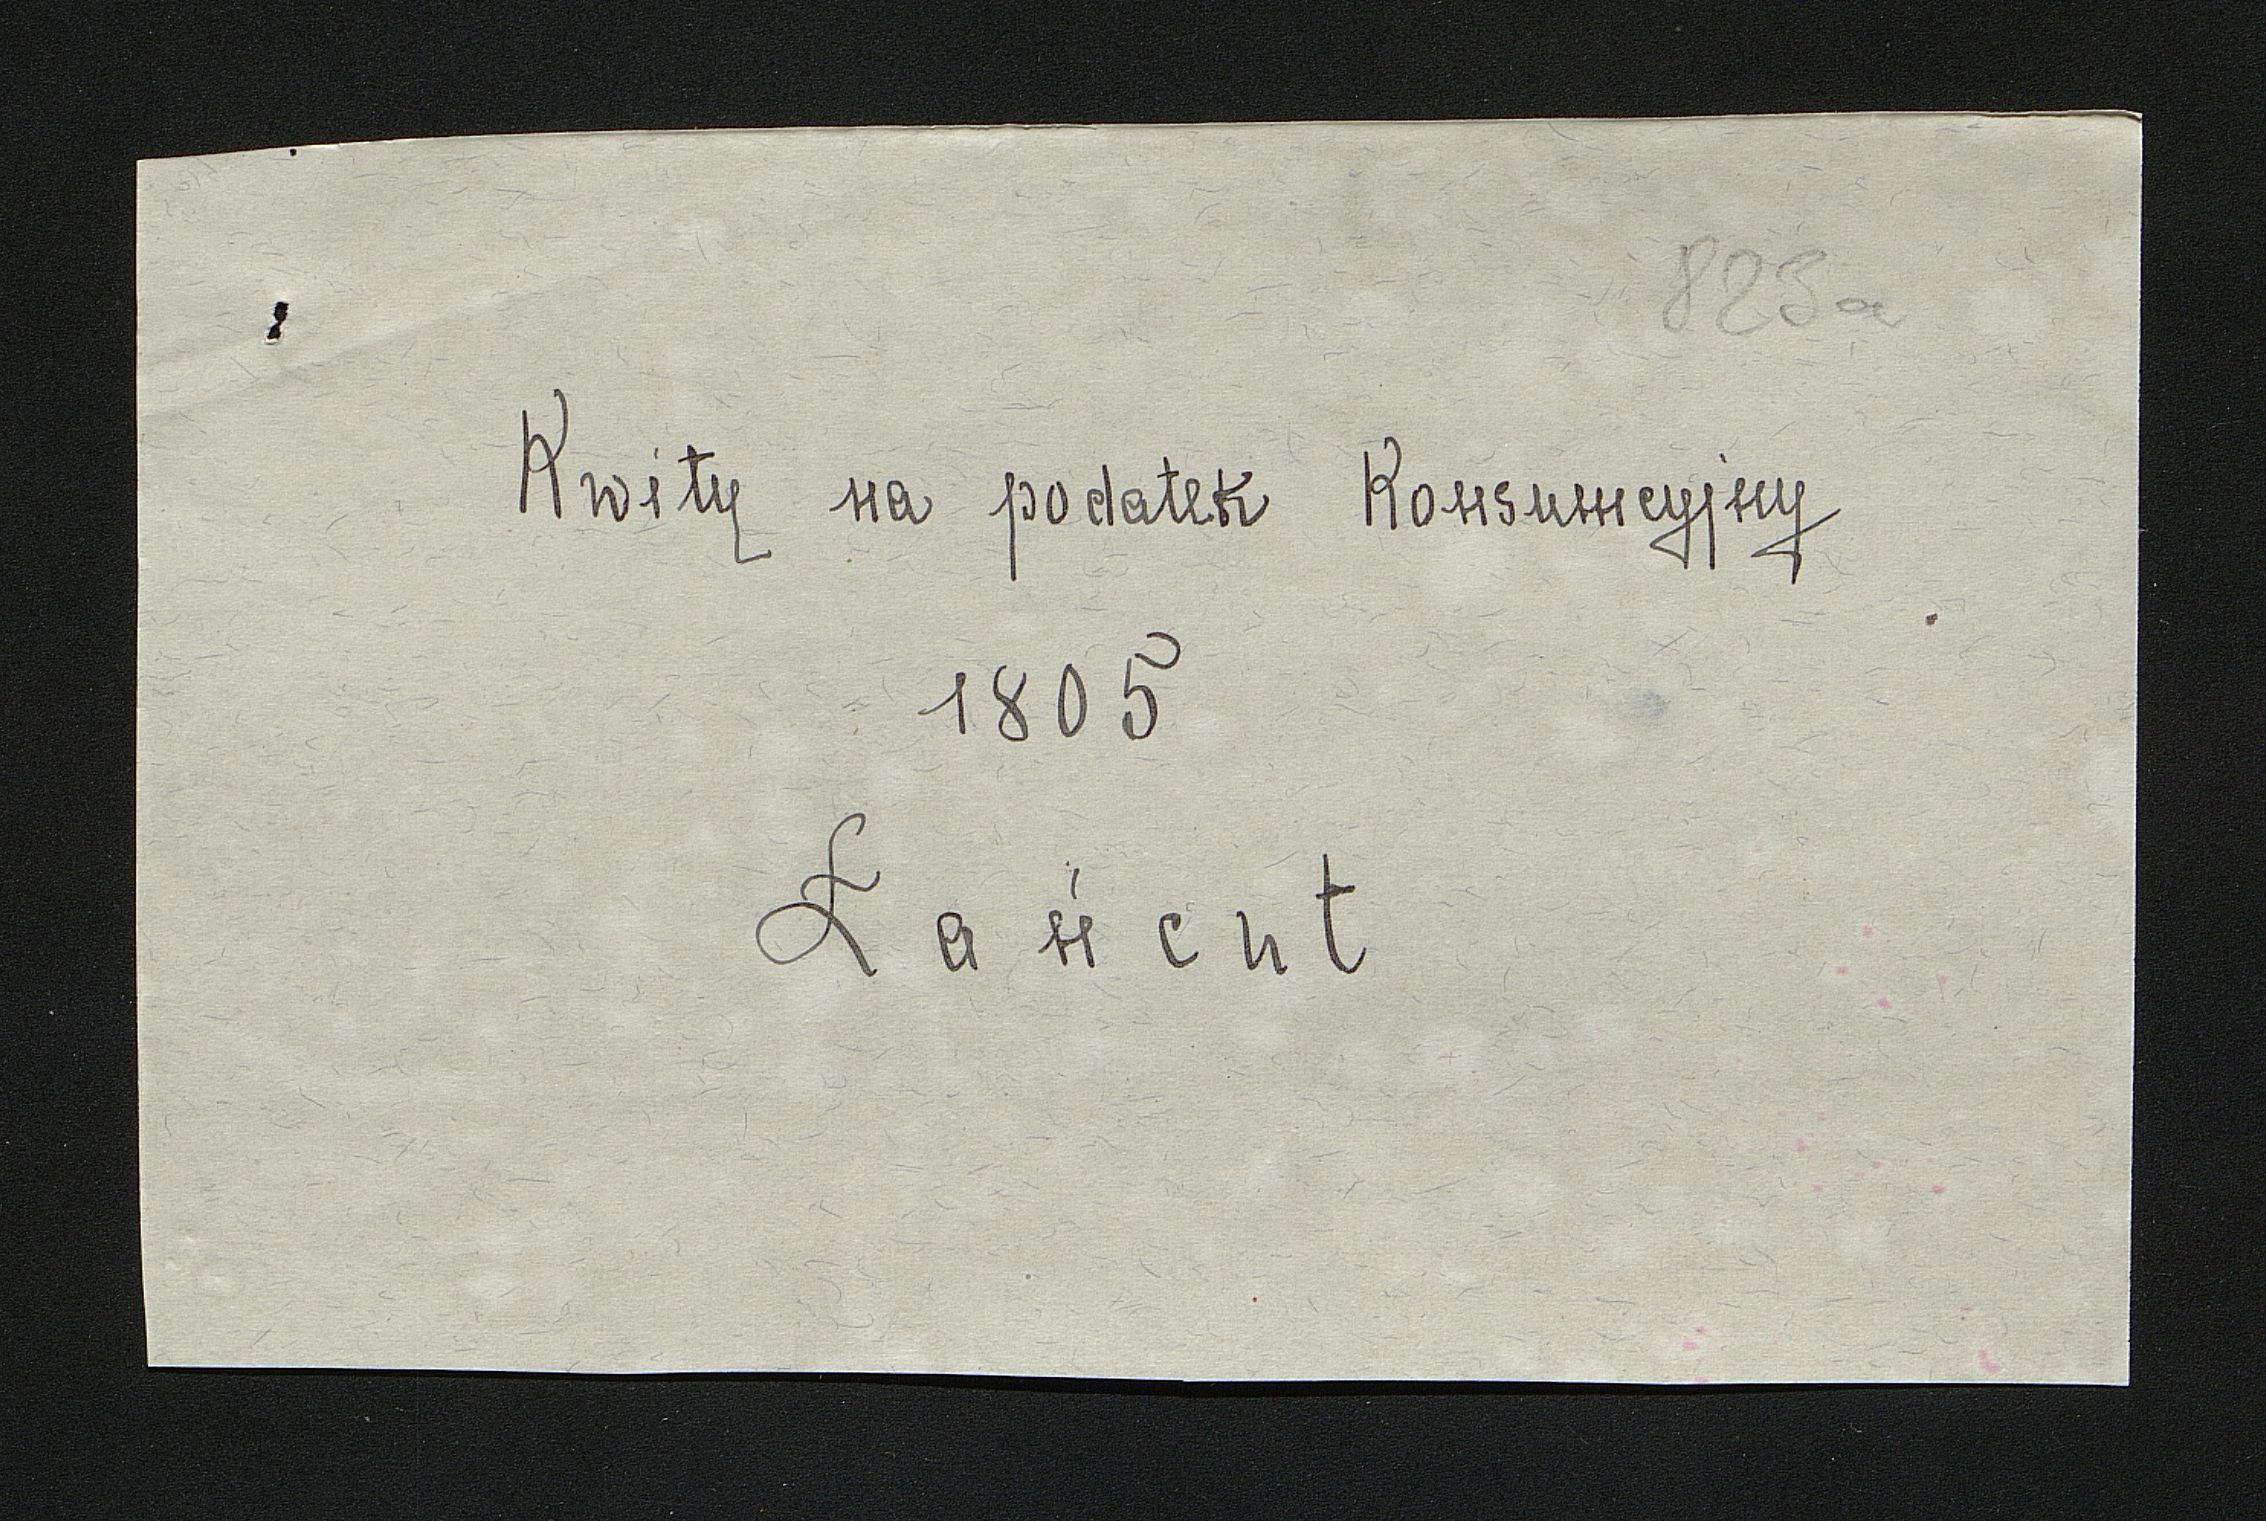 823a
Kwity na podatek Konsumcyjny
1805
Łańcut